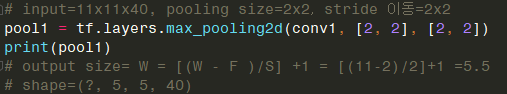 # input=11x11x40, pooling size=2x2, stride 이동=2x2
pool1 = tf.layers.max_pooling2d(conv1, [2, 2], [2, 2])
print(pool1)
# output size= W = [(W - F )/S] +1 = [(11-2)/2]+1 =5.5
# shape=(?, 5, 5, 40)